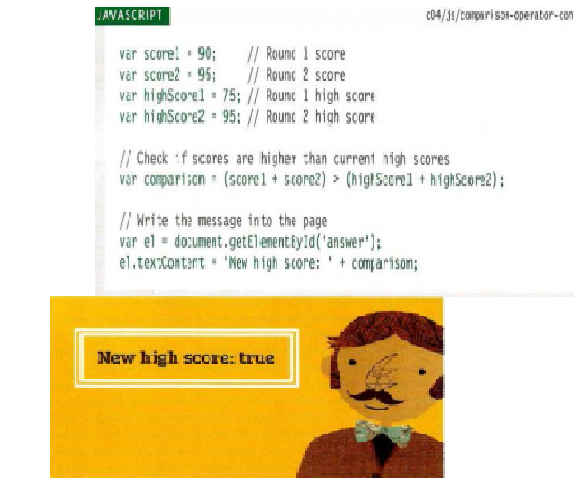 JAVASCRIPT
c04/js/comparison-operator-con
var score1 = 90; // Round 1 score
var score2 = 95; // Round 2 score
var highScore1 = 75; // Round 1 high score
var highScore2 = 95; // Round 2 high score
// Check if scores are higher than current high scores
var comparison = (score1 + score2) > (highScore1 + highScore2);
// Write the message into the page
var el = document.getElementById('answer');
el.textContent = 'New high score: ' + comparison;
New high score: true